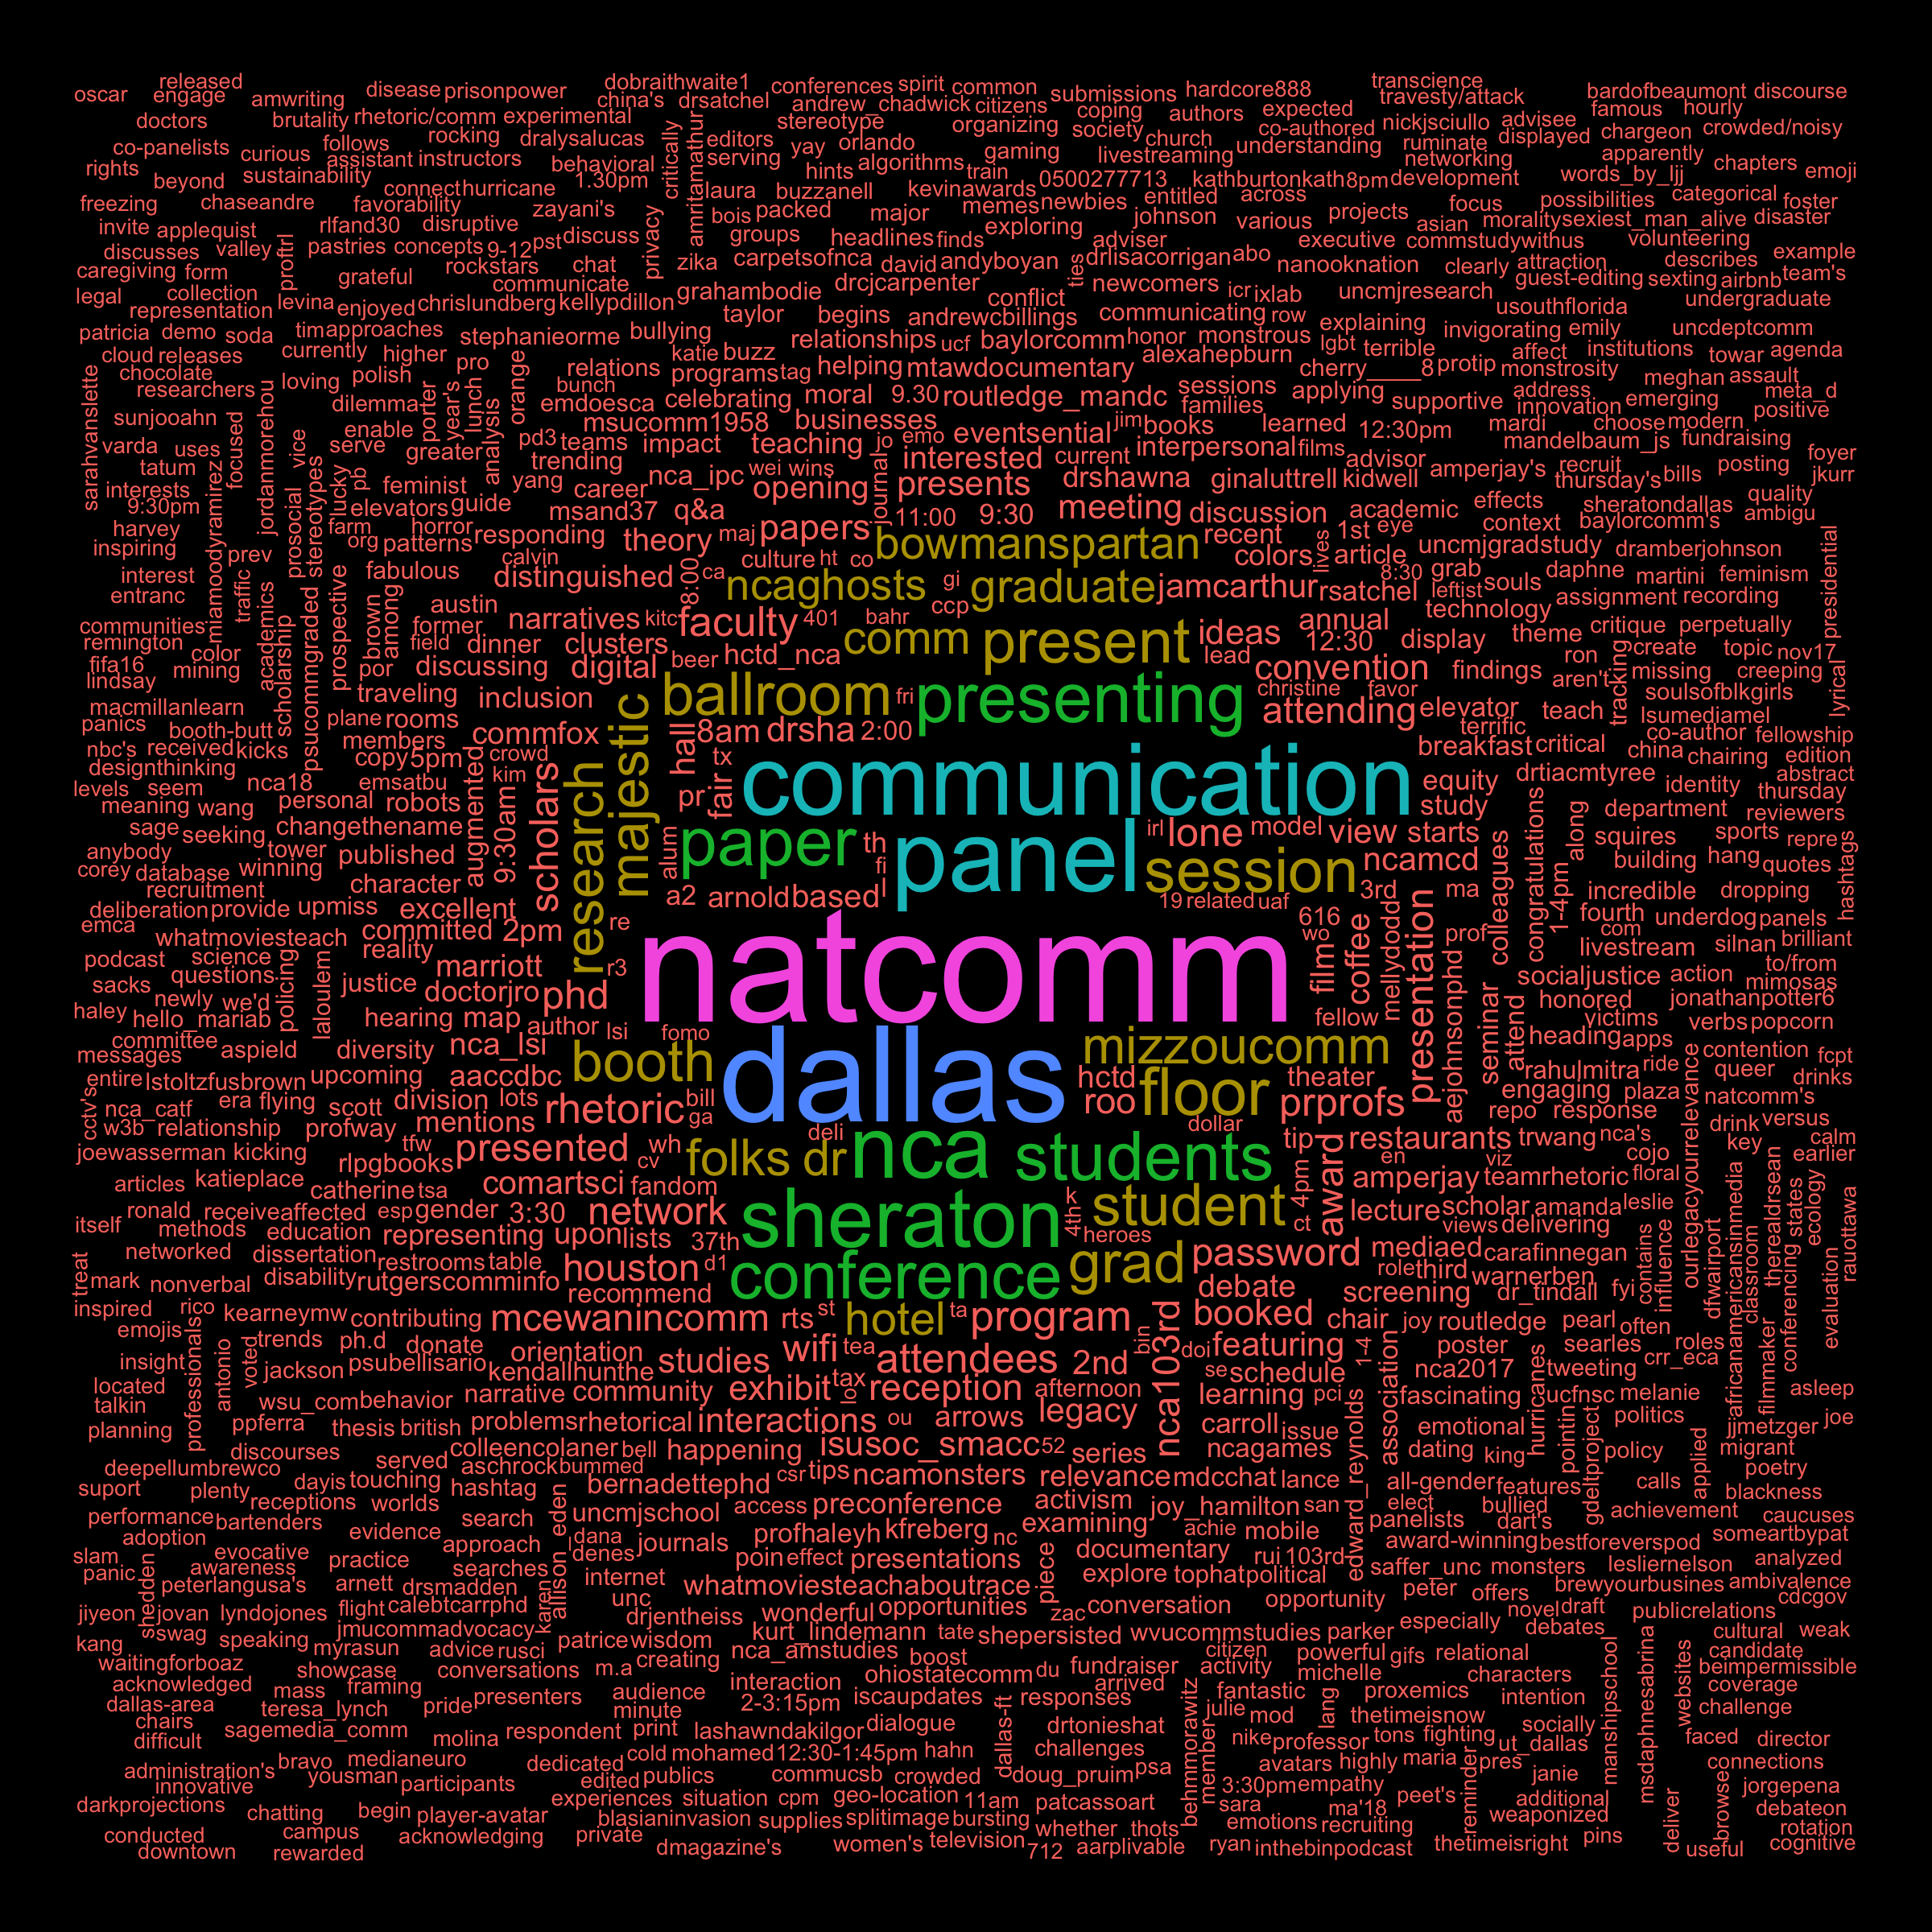 oscar released engage amwriting disease prisonpower dobraithwaite1 conferences spirit common transcience bardofbeaumont discourse
doctors brutality rhetoric/comm experimental china's drsatchel andrew_chadwick citizens submissions hardcore888 travesty/attack famous hourly
co-panelists follows rocking dralysalucas critically editors stereotype organizing coping authors expected nickjsciullo advisee chargeon crowded/noisy
rights curious assistant instructors behavioral amritamathur serving yay orlando society church co-authored ruminate displayed apparently chapters emoji
beyond sustainability connect hurricane 1.30pm hints algorithms gaming livestreaming understanding networking words_by_ljj
freezing chaseandre favorability zayani's laura buzzanell kevin awards train 0500277713 kathburtonkath 8pm development possibilities categorical foster
invite applequist rlfand30 disruptive privacy bois packed major memes newbies entitled across focus morality sexiest_man_alive disaster
discusses valley proftrl pastries concepts 9-12 pst discuss groups headlines finds exploring johnson various projects asian volunteering example
caregiving form grateful rockstars chat zika carpetsofnca david andyboyan ties adviser drlisacorrigan abo executive commstudywithus describes
legal collection levina enjoyed chrislundberg communicate kellypdillon grahambodie drcjcarpenter conflict newcomers icr ixlab nanooknation clearly attraction guest-editing sexting airbnb team's
patricia representation demo soda tim approaches stephanieorme bullying taylor begins andrewcbillings communicating row uncmjresearch explaining usouthflorida invigorating emily undergraduate uncdeptcomm
cloud releases currently higher pro orange relations katie buzz relationships ucf baylorcomm honor monstrous lgbt terrible affect institutions towar agenda
chocolate researchers loving polish lunch bunch programs tag helping mtawdocumentary alexahepburn cherry____8 protip monstrosity meghan assault
sarahvanslette sunjooahn jordanmorehou dilemma porter year's analysis emdoesca celebrating moral 9.30 routledge_mandc sessions families applying supportive address innovation emerging meta_d positive
varda uses focused vice enable serve greater pd3 teams msucomm1958 impact businesses teaching jo emo eventsential jim books learned 12:30pm mardi choose modern
tatum interests miamoodyramirez stereotypes lucky pb feminist trending yang career nca_ipc wei wins journal interested current interpersonal films advisor amperjay's recruit mandelbaum_js fundraising thursday's bills posting foyer jkurr
9:30pm harvey prosocial farm elevators guide msand37 q&a opening presents drshawna ginaluttrell kidwell academic effects sheratondallas quality ambigu
inspiring prev org horror patterns responding theory maj papers 11:00 9:30 meeting discussion 1st eye context baylorcomm's
interest traffic fabulous calvin distinguished ca culture ht co bowmanspartan recent colors lives article uncmjgradstudy dramberjohnson presidential
entranc academics prospective brown among austin 8:00 ncaghosts gi graduate jamcarthur rsatchel 8:30 grab leftist souls daphne martini feminism
communities remington psucommgraded scholarship former field narratives kitc faculty 401 bahr ccp annual technology assignment recording
fifa16 color por dinner clusters beer hctd_nca comm present ideas lead 12:30 display theme critique perpetually
lindsay mining discussing digital convention findings ron create topic nov17
macmillanlearn traveling inclusion ballroom fri presenting christine favor aren't tracking missing creeping lyrical
panics booth-butt plane rooms commfox majestic hall 8am drsha 2:00 attending elevator terrific teach soulsofblkgirls lsumediamel
nbc's received kicks members copy 5pm crowd tx breakfast critical china co-author chairing fellowship edition
designthinking levels seem nca18 emsatbu kim research pr fair communication equity drtiacmtyree identity abstract thursday
meaning wang personal robots augmented 9:30am scholars study department reviewers
sage seeking changethename alum paper th panel irl lone model view starts colleagues congratulations along squires sports repre
anybody tower published fi session ncamcd building hang quotes hashtags
corey database winning character a2 arnold based l 3rd ma incredible dropping
recruitment deliberation provide upmiss excellent re 19 related uaf 616 presentation 1-4pm fourth underdog panels
emca whatmoviesteach committed 2pm natcomm wo film coffee mellydodd prof com livestream silnan brilliant
podcast science reality marriott r3 socialjustice action to/from
sacks questions policing laloulem justice doctorjro phd aejohnsonphd seminar honored jonathanpotter6 mimosas
haley newly we'd hearing map author lsi fomo fellow attend victims verbs popcorn
hello_mariab committee messages aspield diversity nca_lsi dallas mizzoucomm heading apps contention fcpt
entire lstoltzfusbrown upcoming aaccdbc booth hctd floor theater rahulmitra ride queer drinks
cctv's nca_catf era flying scott division lots rhetoric bill roo prprofs engaging plaza ourlegacyyourrelevance natcomm's
w3b relationship profway mentions ga deli dollar repo response drink versus
joewasserman kicking tfw presented wh folks dr nca students tip restaurants trwang nca's key calm
articles katieplace rlpgbooks cv award en viz cojo earlier
catherine tsa comartsci fandom amperjay teamrhetoric floral
itself ronald receive affected esp gender 3:30 network sheraton 4th k student 4pm lecture scholar amanda leslie
methods education representing upon lists 37th heroes ct views delivering states ecology rauottawa
treat networked dissertation restrooms table houston d1 conference grad password mediaed carafinnegan contains influence dfwairport africanamericansinmedia therealdrsean
mark nonverbal disability rutgerscomminfo recommend debate role third warnerben classroom conferencing evaluation
inspired rico kearneymw contributing mcewanincomm rts st hotel ta program nca103rd booked screening dr_tindall fyi
emojis professionals trends ph.d donate orientation wifi tea bin chair joy routledge pearl often
insight antonio voted jackson psubellisario kendallhunthe studies attendees 2nd doi featuring 1-4 poster searles roles filmmaker
located talkin wsu_com behavior narrative community exhibit tax lol reception afternoon se schedule learning pci association nca2017 tweeting crr_eca asleep
planning ppferra thesis british problems rhetorical interactions ou arrows legacy carroll issue edward_reynolds fascinating ucfnsc melanie jjmetzger joe
discourses colleencolaner bell happening isusoc_smacc 52 series ncagames emotional hurricanes pointin politics
deepellumbrewco served aschrock bummed csr tips ncamonsters relevance mdcchat lance dating king gdeltproject policy migrant
suport plenty davis touching hashtag eden bernadettephd all-gender features calls applied poetry
performance receptions worlds uncmjschool access preconference activism joy_hamilton san elect bullied blackness
bartenders search allison dana profhaleyh kfreberg nc examining achie mobile panelists dart's achievement caucuses
adoption evidence approach ldenes journals award-winning bestforeverspod someartbypat
slam evocative practice searches internet poin effect presentations piece documentary rui 103rd saffer_unc monsters lesliernelson analyzed
panic shedden awareness peterlangusa's arnett drsmadden karen unc whatmoviesteachaboutrace explore tophat political peter offers brewyourbusines ambivalence
jiyeon jovan lyndojones flight calebtcarrphd drjentheiss wonderful opportunities zac conversation opportunity especially novel draft publicrelations cdcgov
kang swag speaking jmucommadvocacy patrice wisdom kurt_lindemann tate shepersisted wvucommstudies parker debates cultural weak
waitingforboaz myrasun advice rusci creating nca_amstudies boost citizen powerful gifs relational manshipschool msdaphnesabrina websites candidate
acknowledged showcase conversations m.a interaction ohiostatecomm du fundraiser activity michelle characters beimpermissible
dallas-area mass framing pride presenters audience 2-3:15pm iscaupdates dallas-ft responses arrived behmmorawitz fantastic lang proxemics intention coverage
chairs teresa_lynch minute julie mod thetimeisnow socially challenge
difficult sagemedia_comm molina respondent print lashawndakilgor dialogue drtonieshat member nike professor tons fighting ut_dallas faced director
administration's bravo medianeuro dedicated cold mohamed 12:30-1:45pm hahn challenges avatars highly maria pres connections
innovative yousman participants edited publics commucsb crowded doug_pruim psa 3:30pm empathy peet's reminder janie jorgepena
darkprojections chatting begin player-avatar experiences situation cpm geo-location 11am patcassoart sara ma'18 additional browse debateon
conducted campus acknowledging private blasianinvasion supplies splitimage bursting whether thots emotions recruiting weaponized deliver rotation
downtown rewarded dmagazine's women's television 712 aarplivable ryan inthebinpodcast thetimeisright pins useful cognitive